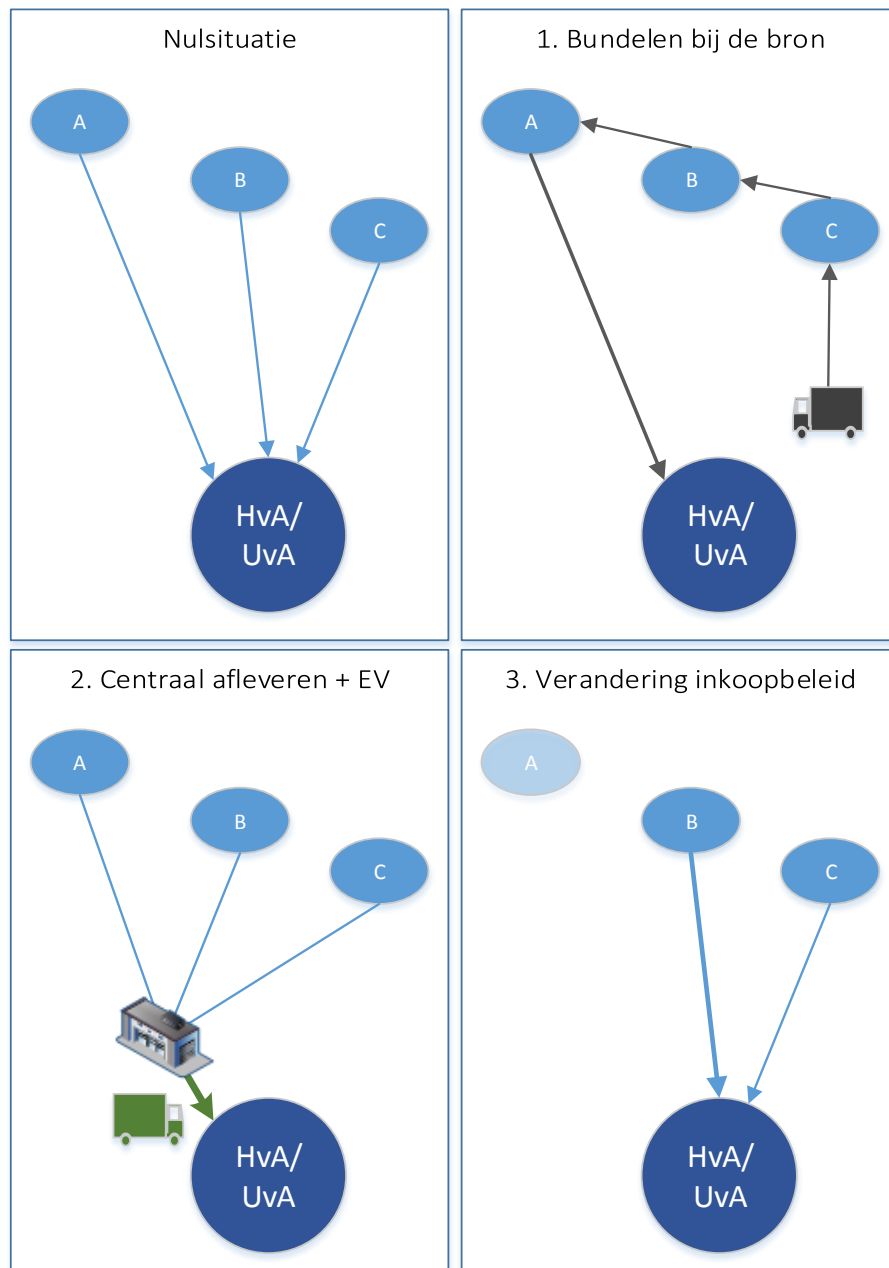 Nulsituatie
A
B
C
HvA/
UvA
1. Bundelen bij de bron
A
B
C
HvA/
UvA
2. Centraal afleveren + EV
A
B
C
HvA/
UvA
3. Verandering inkoopbeleid
A
B
C
HvA/
UvA